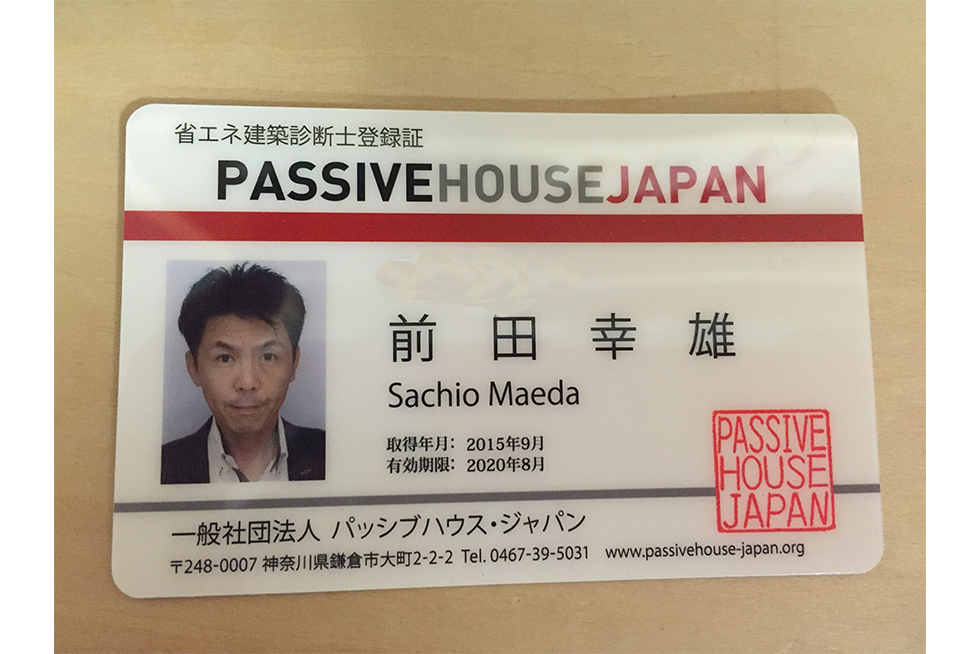 省エネ建築診断士登録証
PASSIVEHOUSEJAPAN
前田幸雄
Sachio Maeda
取得年月: 2015年9月
有効期限: 2020年8月
PASSIVE
HOUSE
JAPAN
一般社団法人 パッシブハウス・ジャパン
〒248-0007 神奈川県鎌倉市大町2-2-2 Tel. 0467-39-5031 www.passivehouse-japan.org